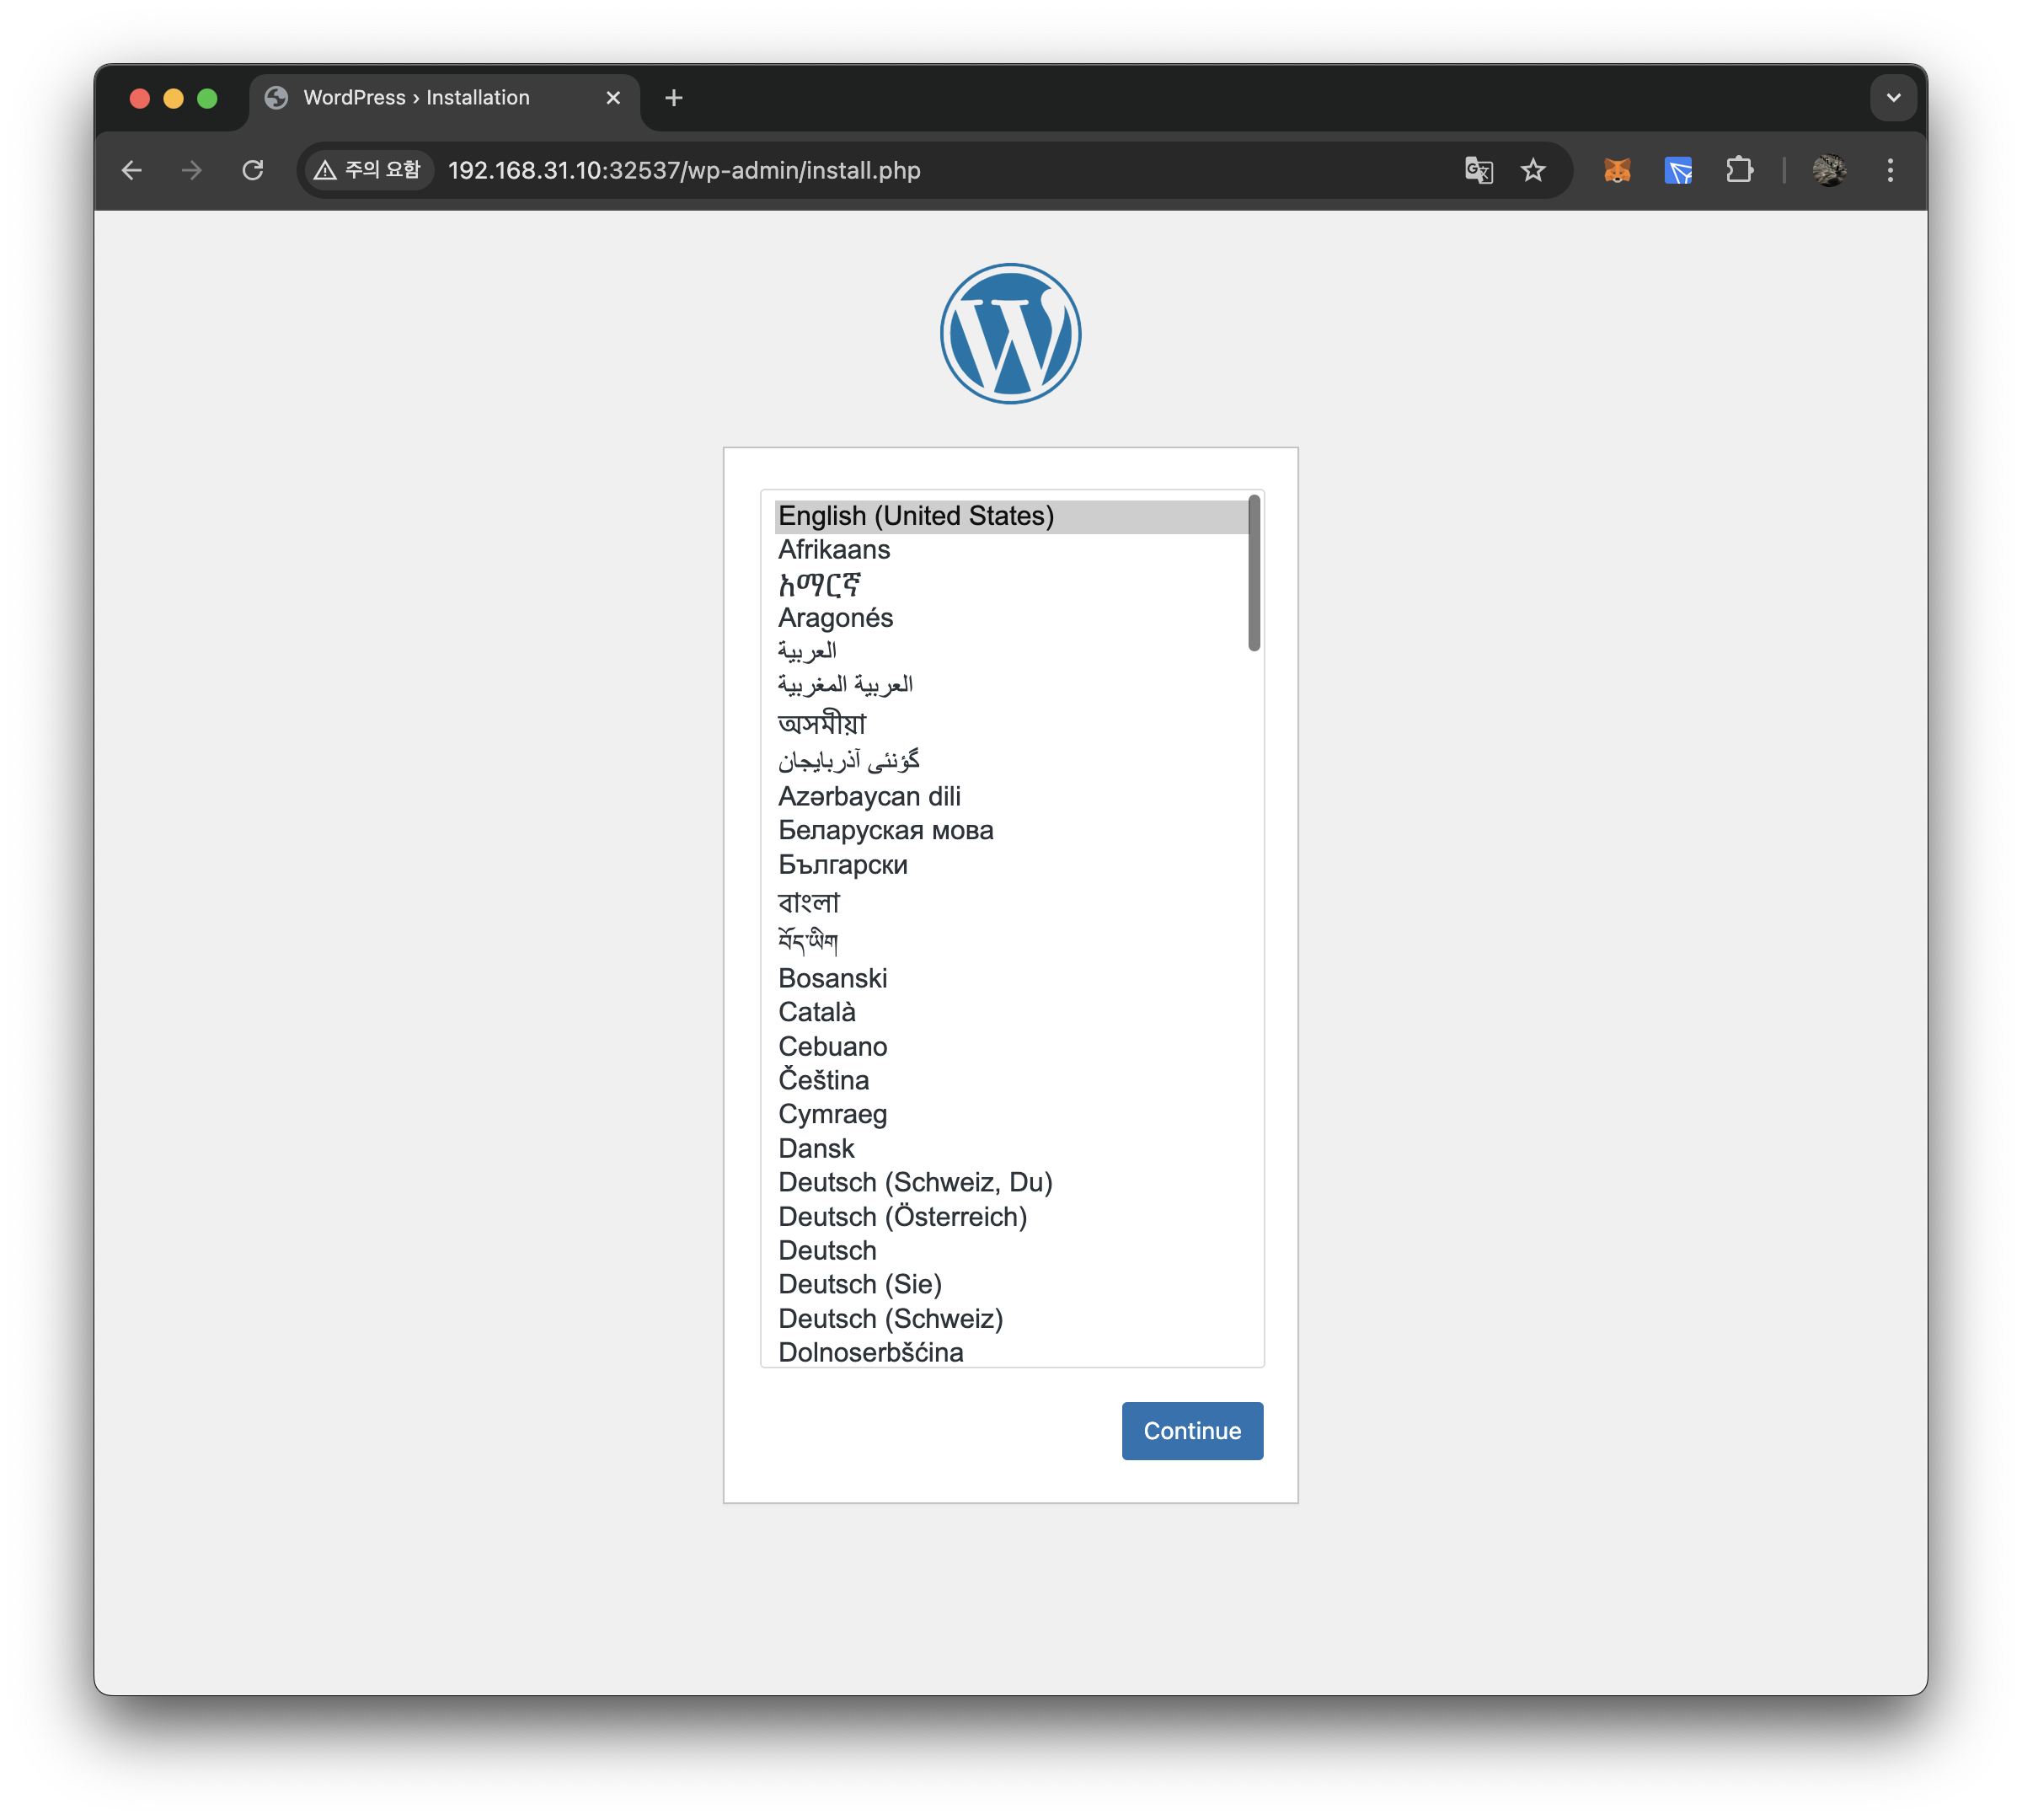 WordPress › Installation
주의 요함 192.168.31.10:32537/wp-admin/install.php
English (United States)
Afrikaans
አማርኛ
Aragonés
العربية
العربية المغربية
অসমীয়া
گؤنئی آذربایجان
Azərbaycan dili
Беларуская мова
Български
বাংলা
བོད་ཡིག
Bosanski
Català
Cebuano
Čeština
Cymraeg
Dansk
Deutsch (Schweiz, Du)
Deutsch (Österreich)
Deutsch
Deutsch (Sie)
Deutsch (Schweiz)
Dolnoserbšćina
Continue